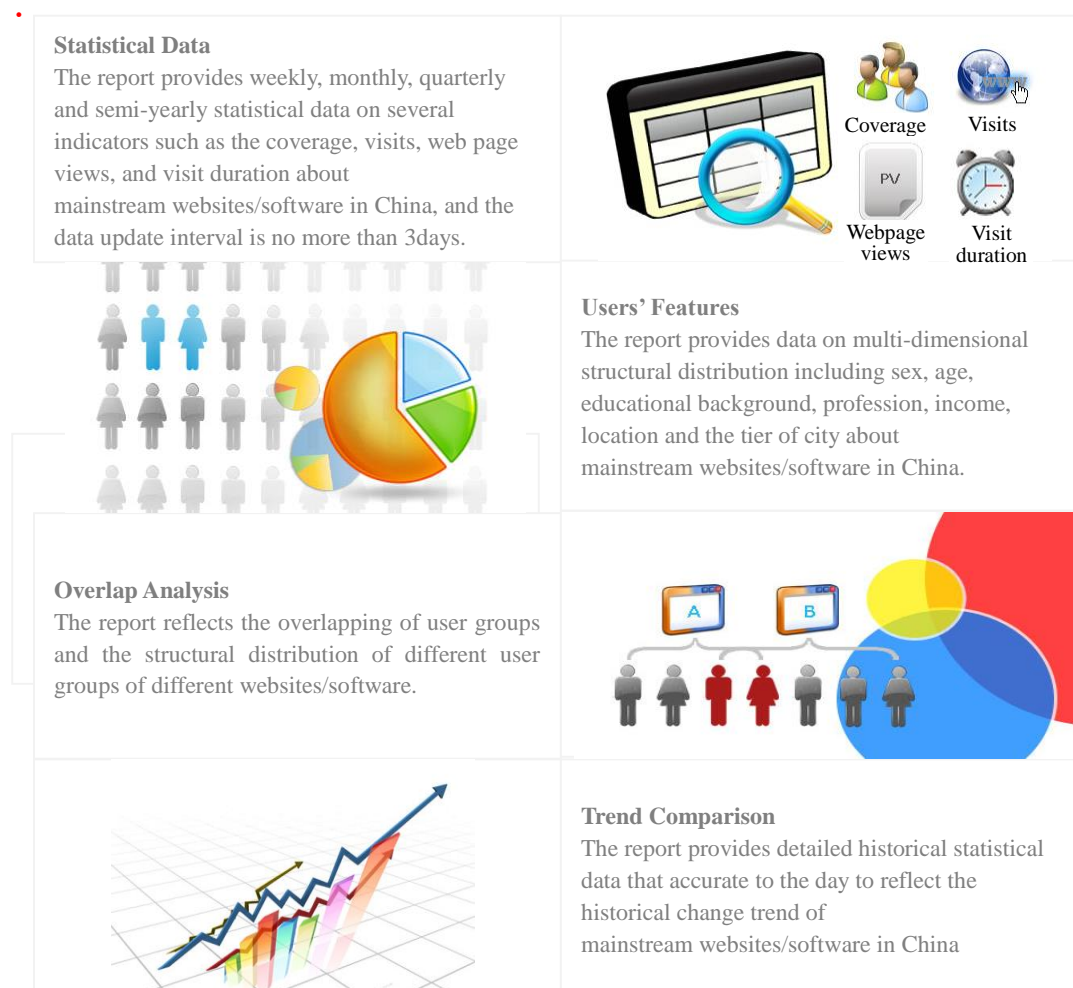 Statistical Data
The report provides weekly, monthly, quarterly
and semi-yearly statistical data on several
indicators such as the coverage, visits, web page
views, and visit duration about
mainstream websites/software in China, and the
data update interval is no more than 3days.
Coverage
Visits
PV
WWW
Webpage
views
Visit
duration
Users' Features
The report provides data on multi-dimensional
structural distribution including sex, age,
educational background, profession, income,
location and the tier of city about
mainstream websites/software in China.
Overlap Analysis
The report reflects the overlapping of user groups
and the structural distribution of different user
groups of different websites/software.
A
B
Trend Comparison
The report provides detailed historical statistical
data that accurate to the day to reflect the
historical change trend of
mainstream websites/software in China